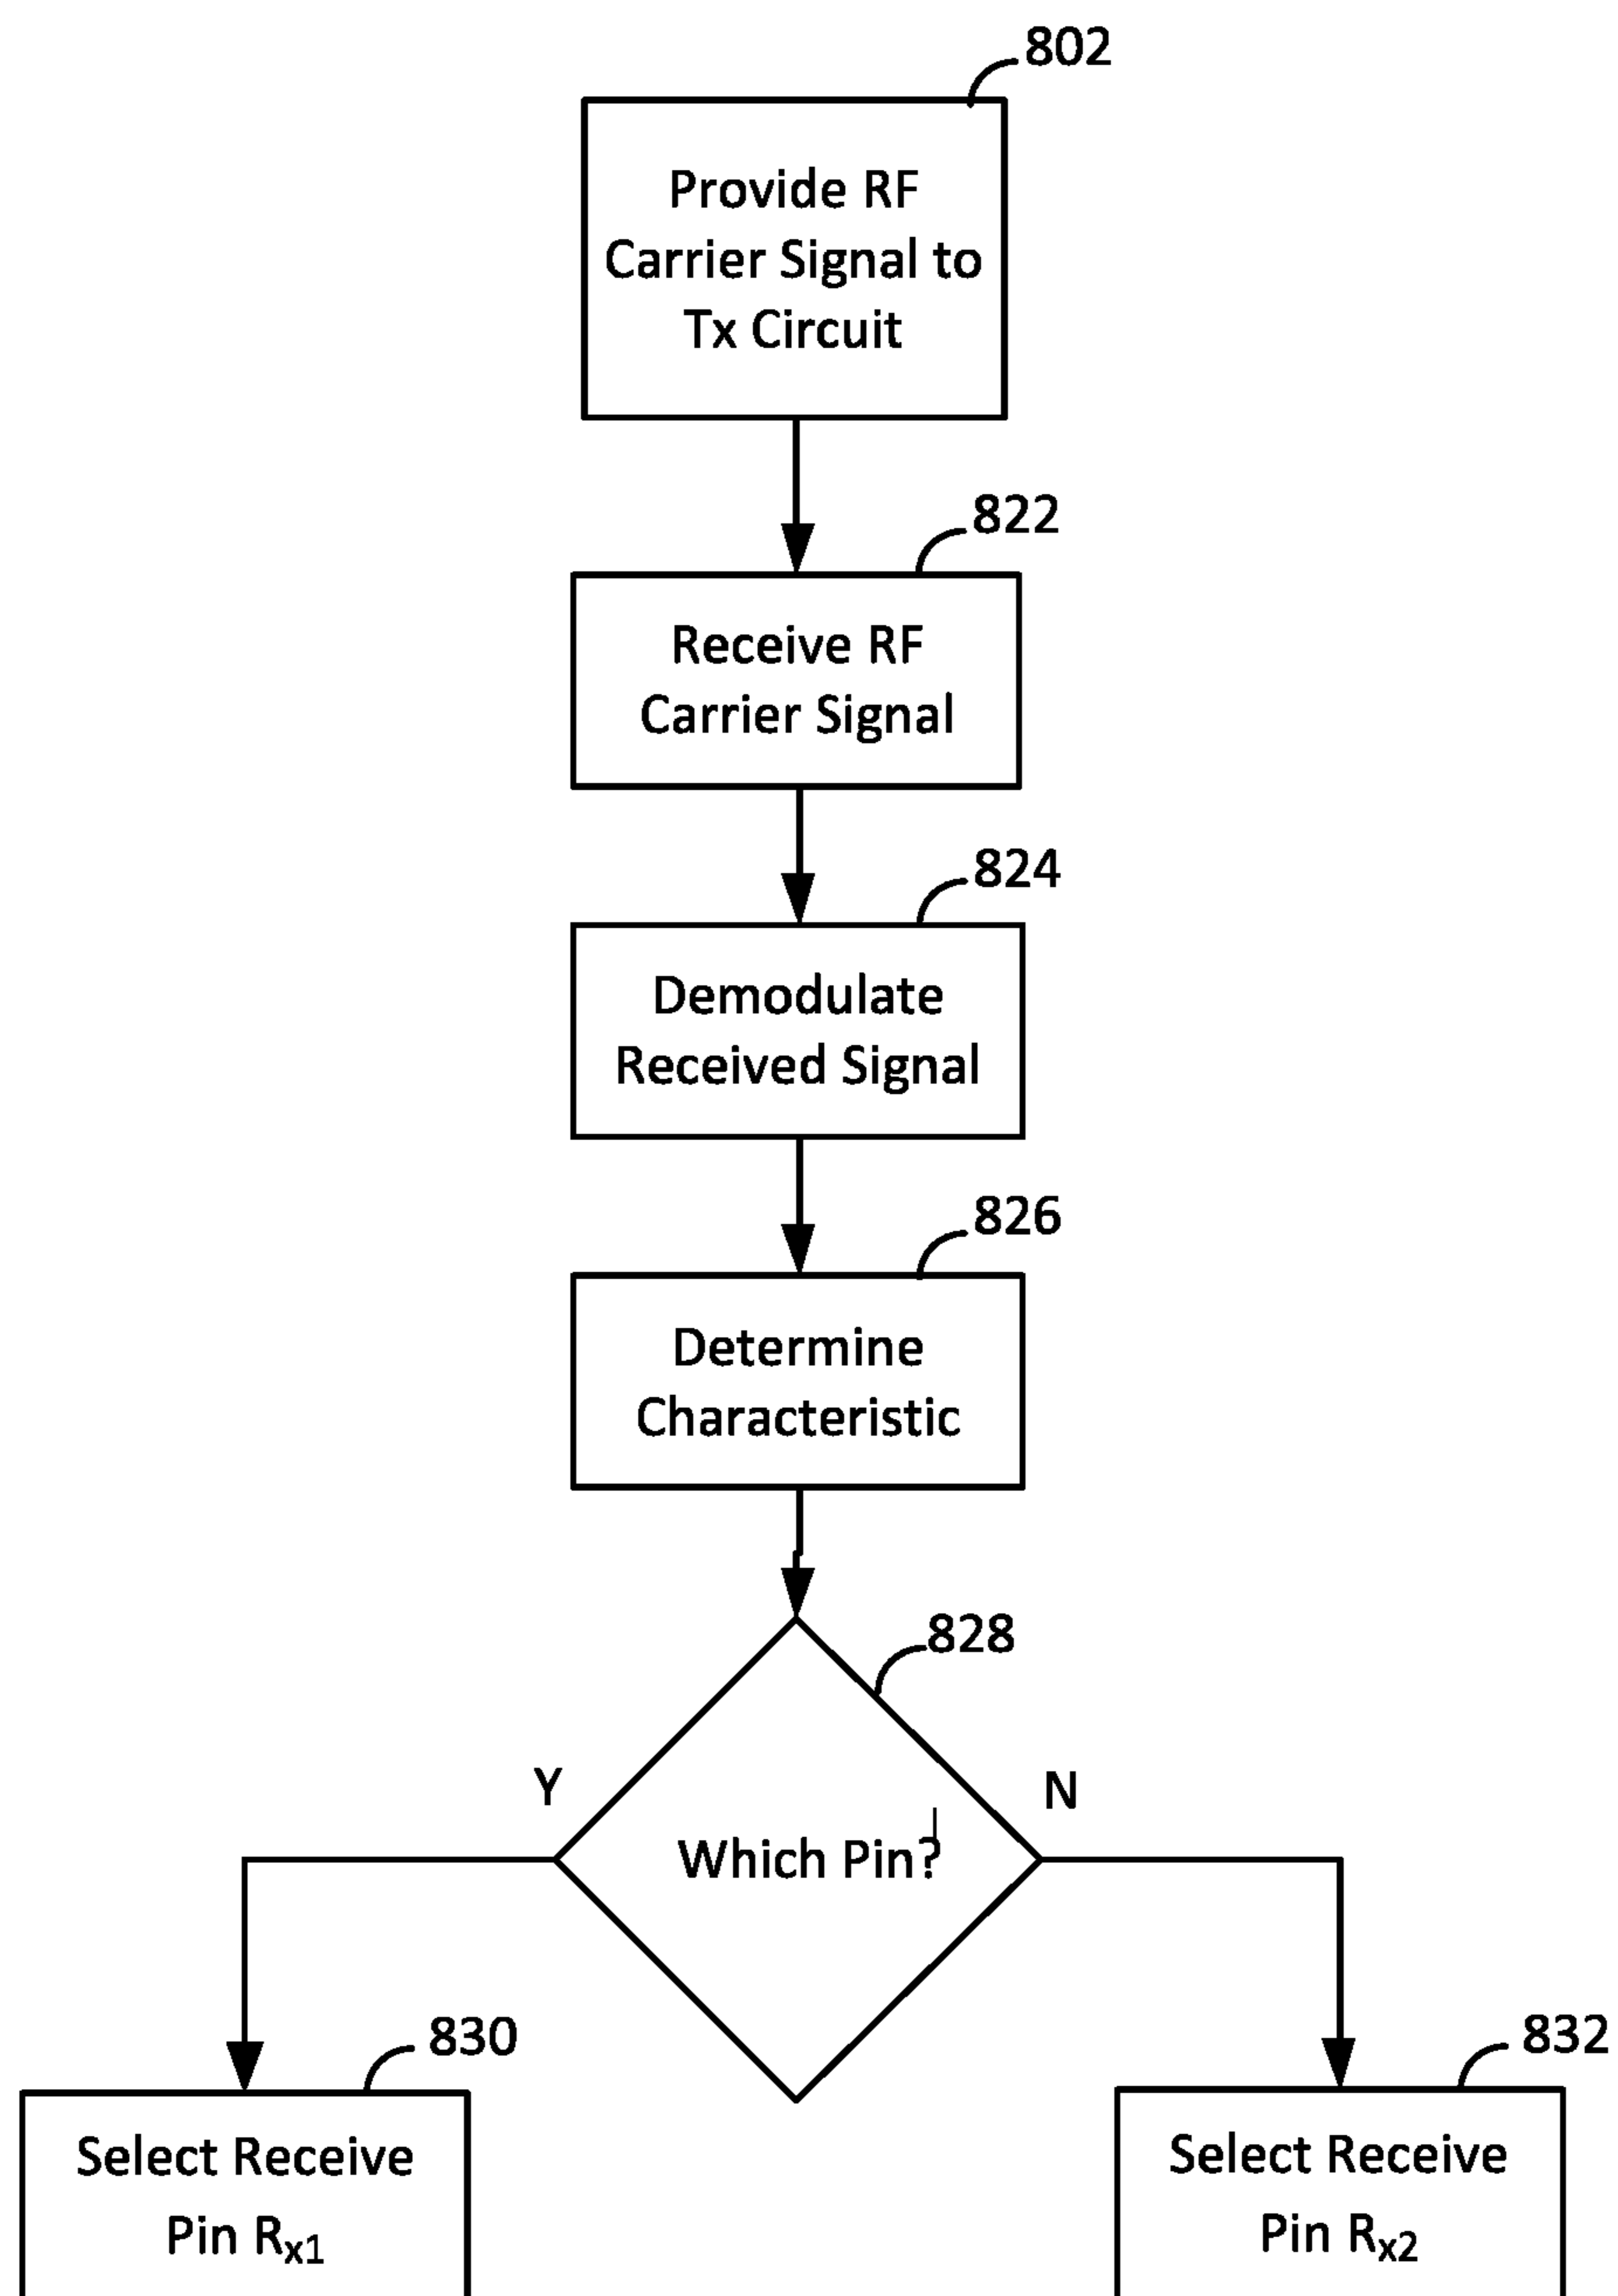 802
Provide RF
Carrier Signal to
Tx Circuit
822
Receive RF
Carrier Signal
824
Demodulate
Received Signal
826
Determine
Characteristic
828
Y
N
Which Pin?
830
Select Receive
Pin Rx1
832
Select Receive
Pin Rx2